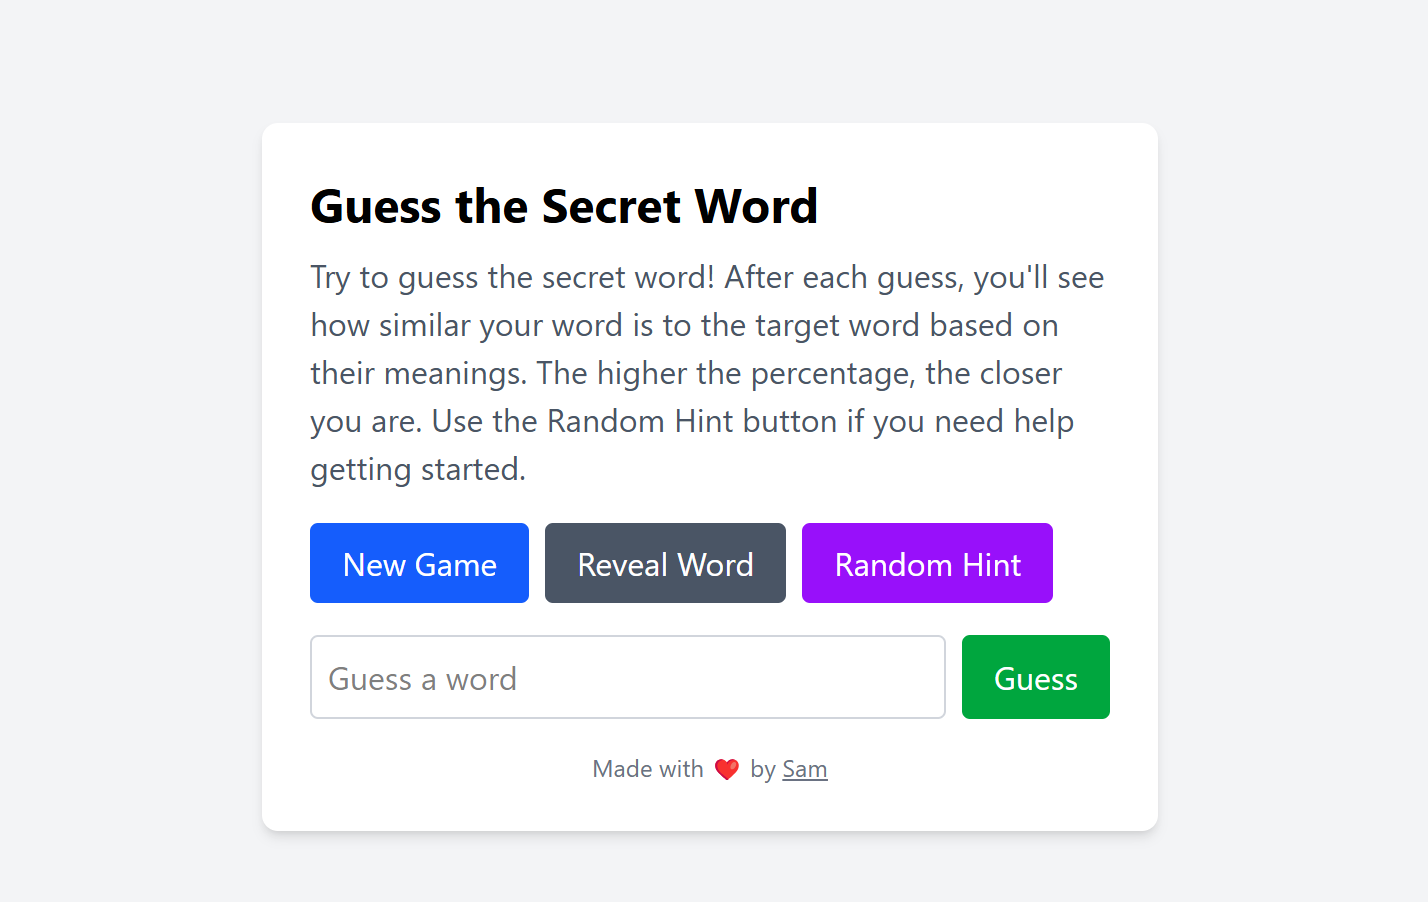 Guess the Secret Word
Try to guess the secret word! After each guess, you'll see
how similar your word is to the target word based on
their meanings. The higher the percentage, the closer
you are. Use the Random Hint button if you need help
getting started.
New Game Reveal Word Random Hint
Guess a word Guess
Made with ❤️ by Sam